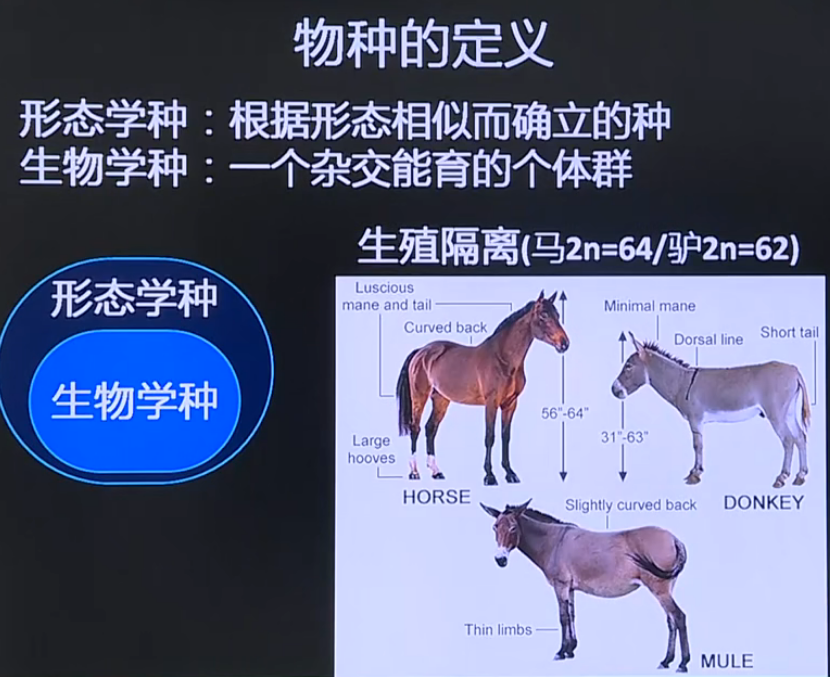 物种的定义
形态学种：根据形态相似而确立的种
生物学种：一个杂交能育的个体群
生殖隔离(马2n=64/驴2n=62)
形态学种
生物学种
Luscious
mane and tail
Curved back
56"-64"
Large
hooves
HORSE
Minimal mane
Dorsal line
Short tail
31"-63"
DONKEY
Slightly curved back
Thin limbs
MULE